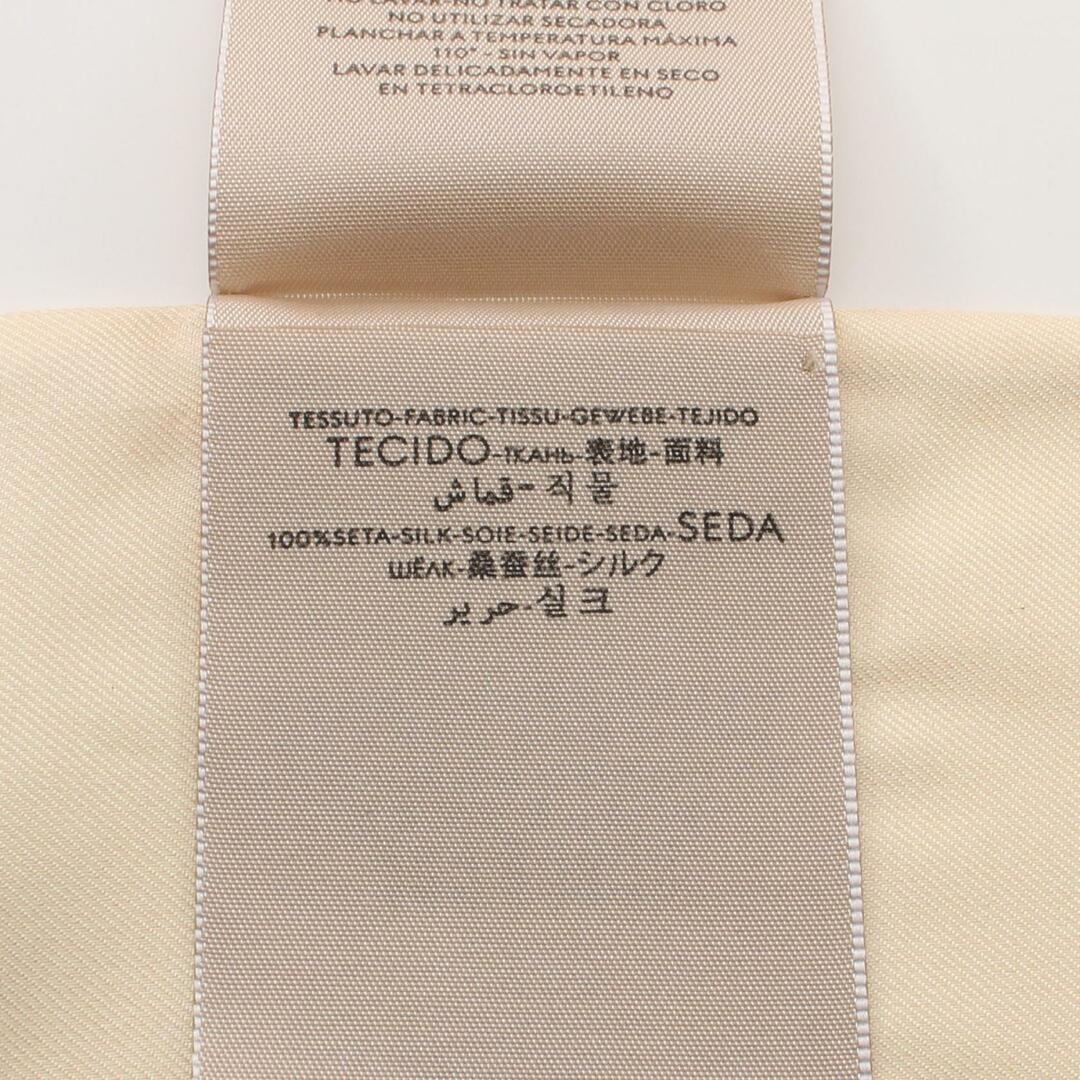 NO LAVAR-NO TRATAR CON CLORO
NO UTILIZAR SECADORA
PLANCHAR A TEMPERATURA MÁXIMA
110°-SIN VAPOR
LAVAR DELICADAMENTE EN SECO
EN TETRACLOROETILENO
TESSUTO-FABRIC-TISSU-GEWEBE-TEJIDO
TECIDO-ТКАНЬ-表地-面料
قماش-직물
100%SETA-SILK-SOIE-SEIDE-SEDA-SEDA
ШЁЛК-桑蚕丝-シルク
حرير-실크